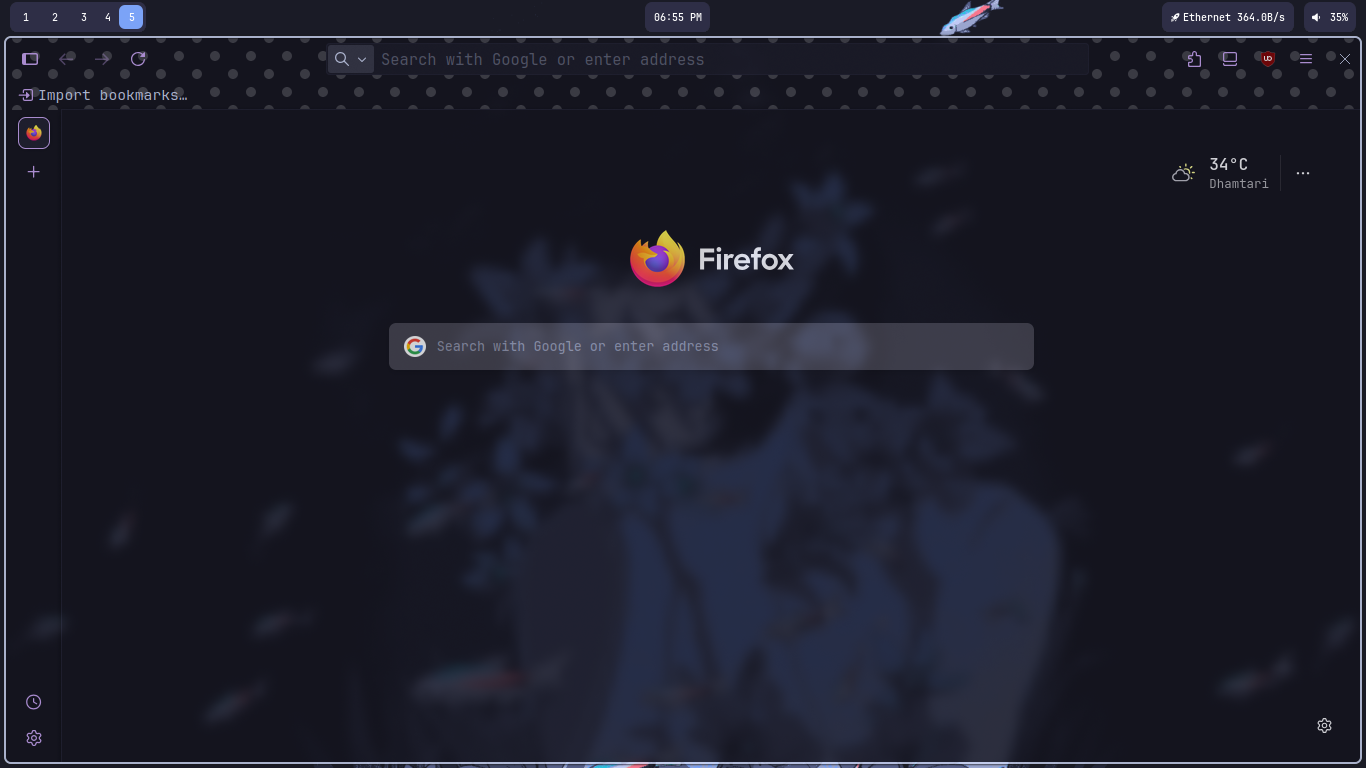 1 2 3 4 5
06:55 PM
Ethernet 364.0B/s
35%
Search with Google or enter address
UD
Import bookmarks…
34°C
Dhamtari
Firefox
Search with Google or enter address